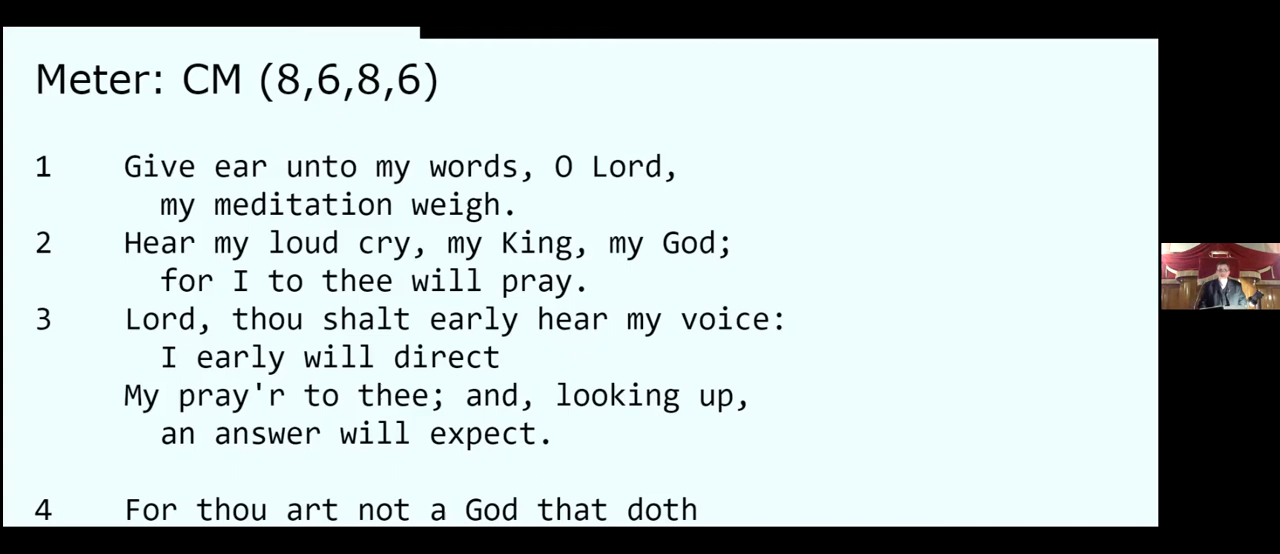 Meter: CM (8,6,8,6)
1 Give ear unto my words, O Lord,
my meditation weigh.
2 Hear my loud cry, my King, my God;
for I to thee will pray.
3 Lord, thou shalt early hear my voice:
I early will direct
My pray'r to thee; and, looking up,
an answer will expect.
4 For thou art not a God that doth